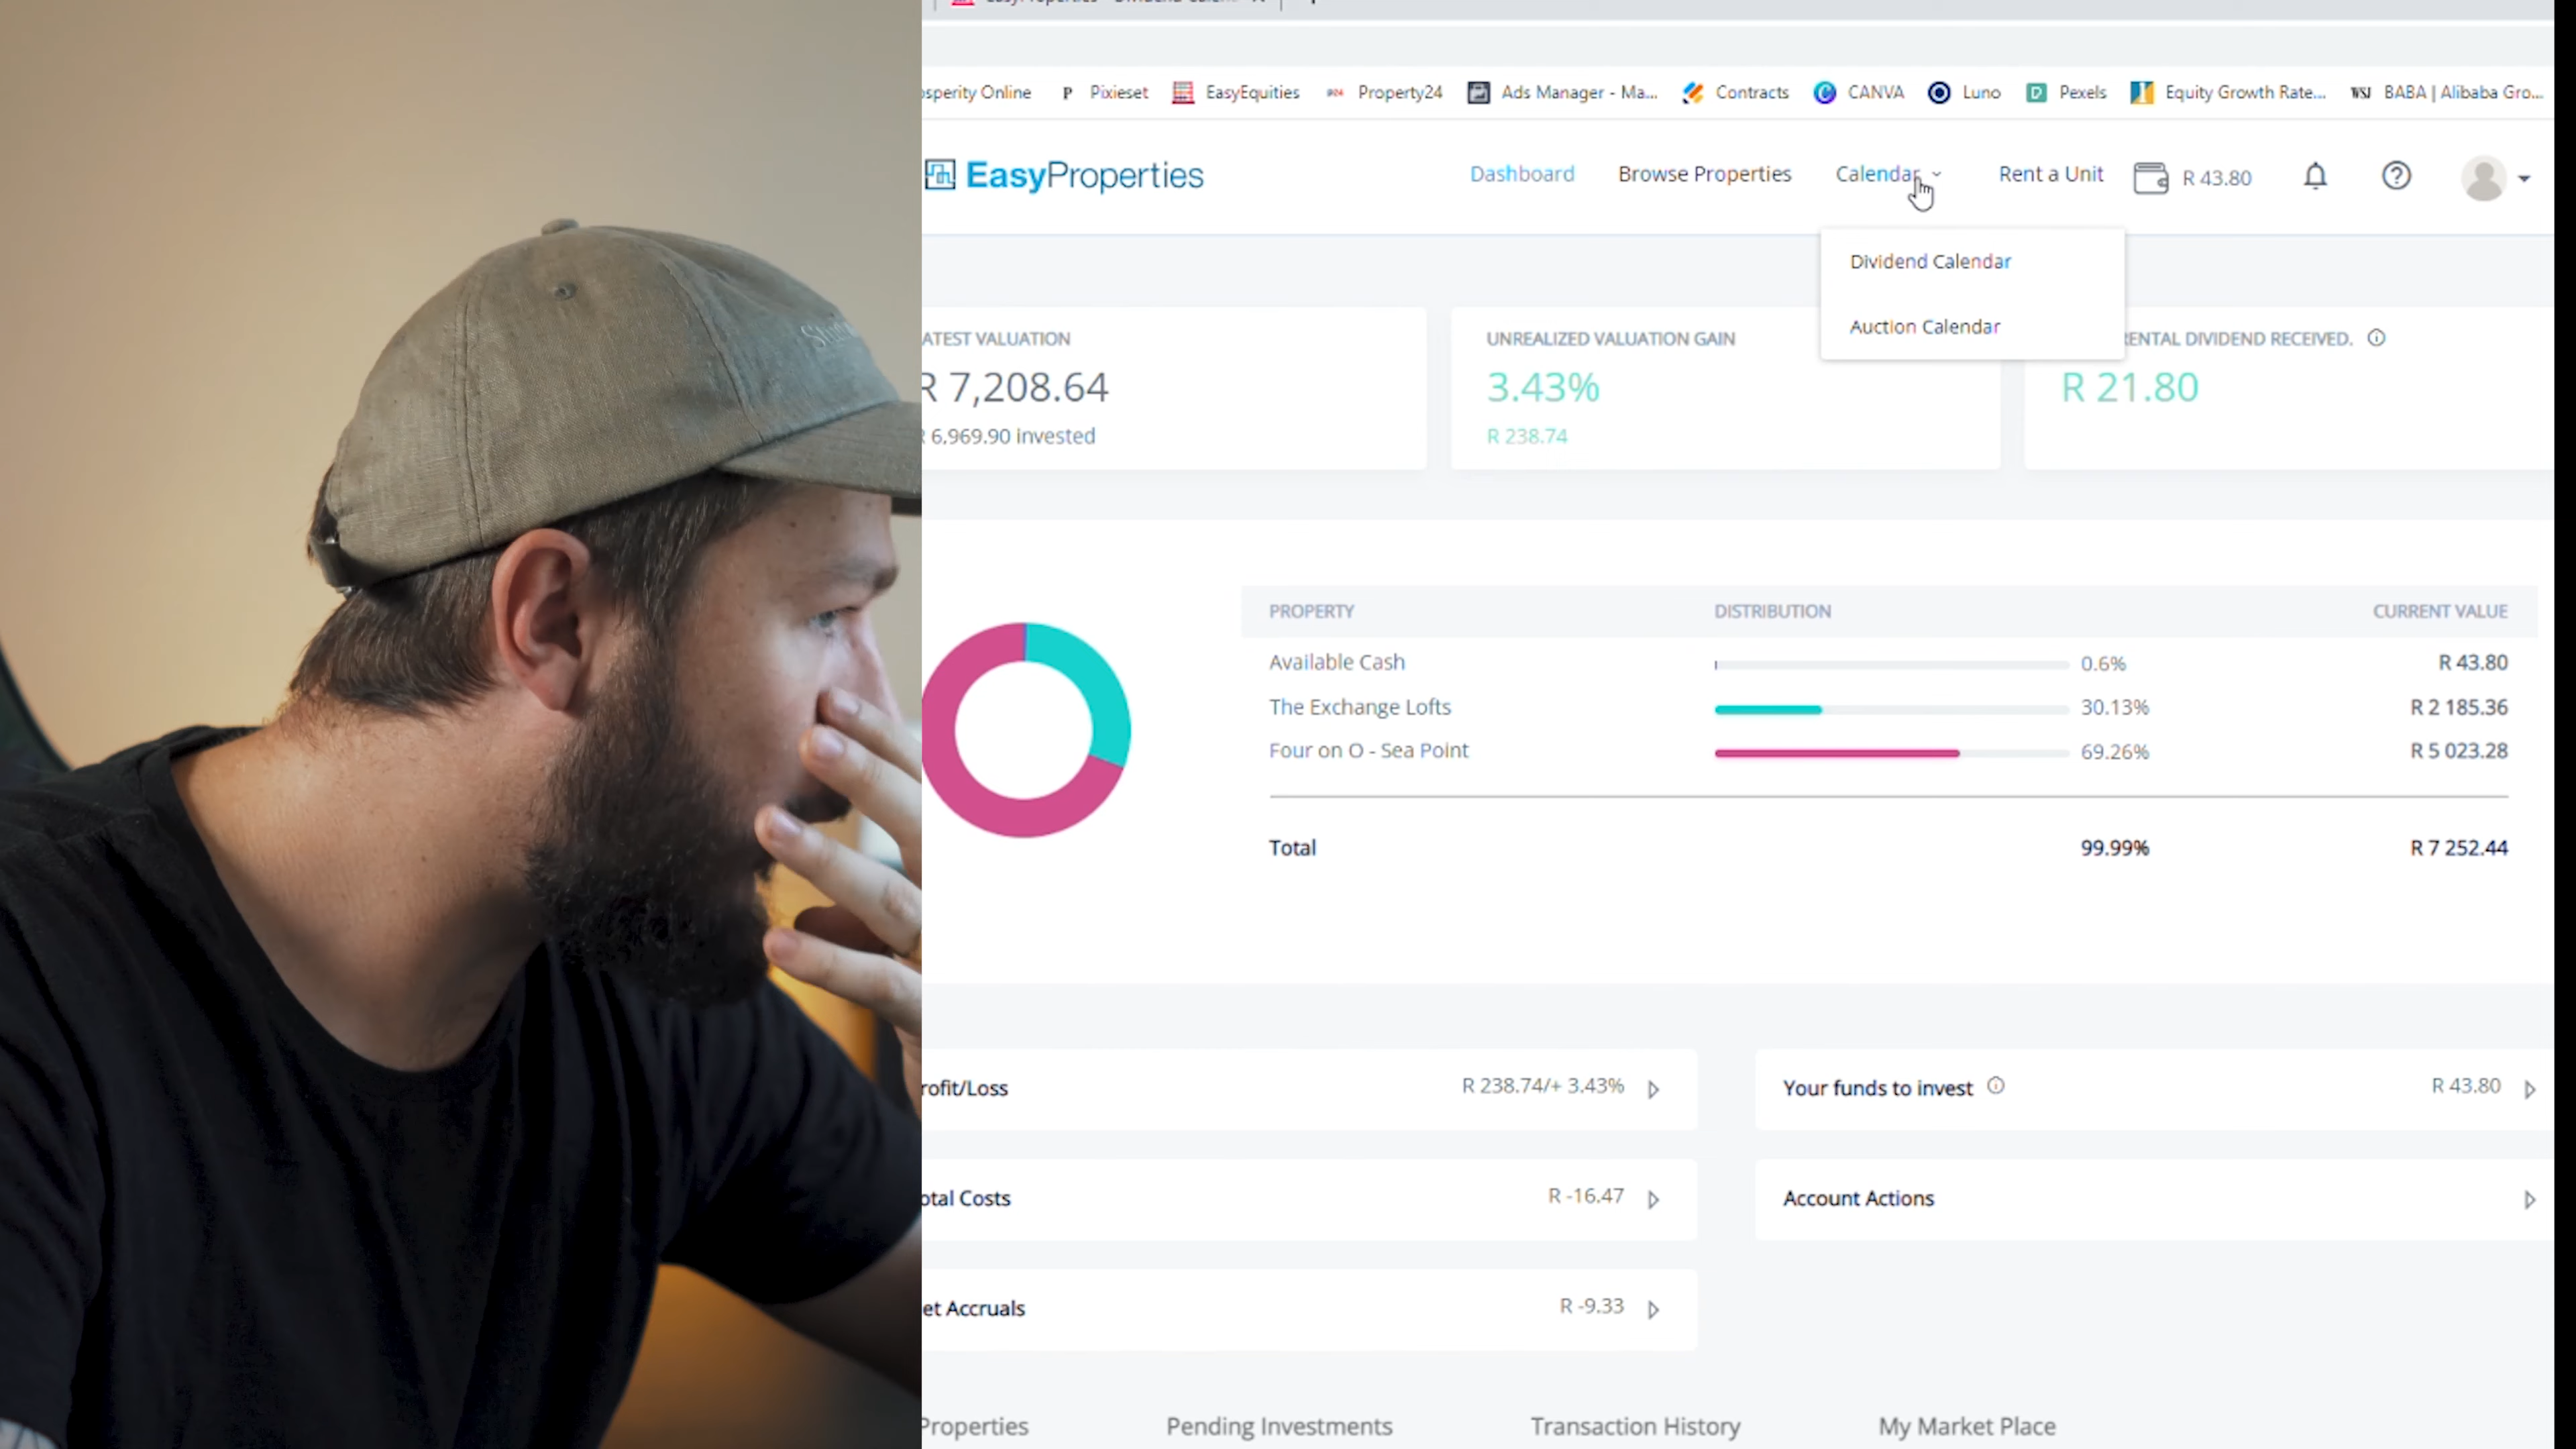 osperity Online P Pixieset EasyEquities P24 Property24 Ads Manager - Ma... Contracts CANVA Luno Pexels Equity Growth Rate... WSJ BABA | Alibaba Gro...
EasyProperties Dashboard Browse Properties Calendar Rent a Unit R 43.80
Dividend Calendar
Auction Calendar
ATEST VALUATION
R 7,208.64
6,969.90 invested
UNREALIZED VALUATION GAIN
3.43%
R 238.74
ENTAL DIVIDEND RECEIVED.
R 21.80
PROPERTY DISTRIBUTION CURRENT VALUE
Available Cash 0.6% R 43.80
The Exchange Lofts 30.13% R 2 185.36
Four on O - Sea Point 69.26% R 5 023.28
Total 99.99% R 7 252.44
rofit/Loss R 238.74/+ 3.43%
Your funds to invest R 43.80
otal Costs R -16.47
Account Actions
et Accruals R -9.33
Properties Pending Investments Transaction History My Market Place